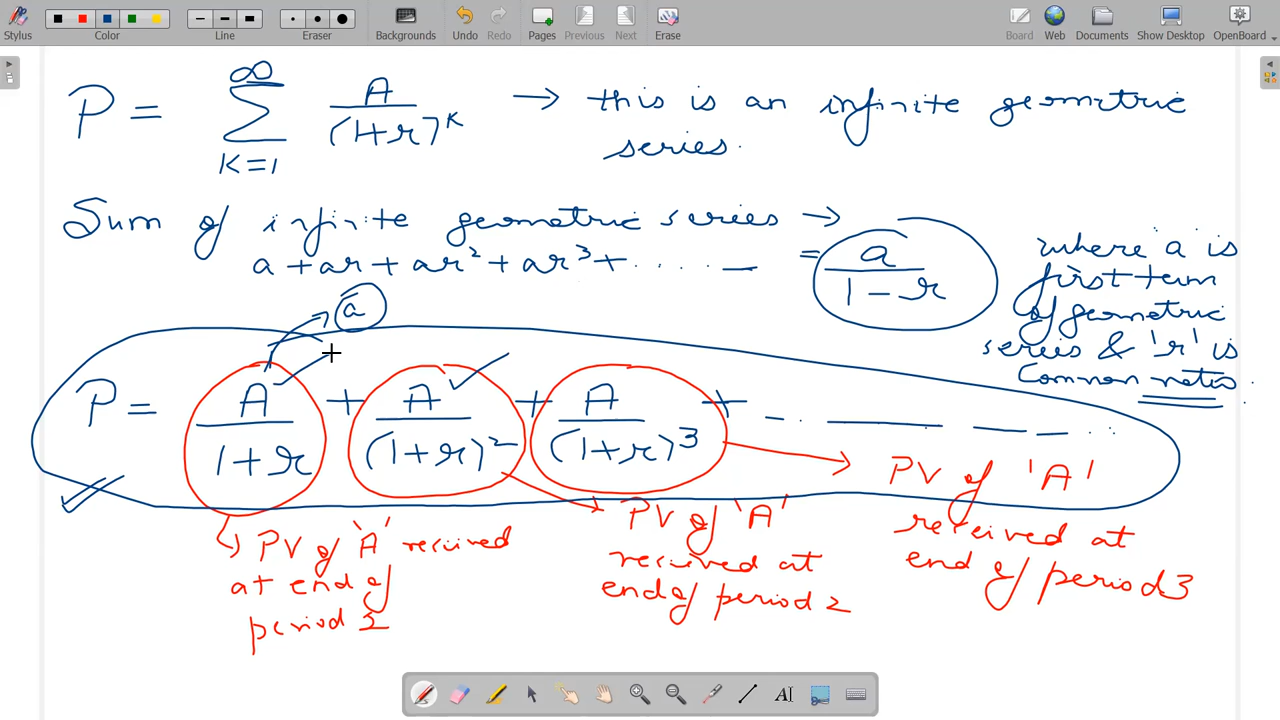 Stylus Color Line Eraser Backgrounds Undo Redo Pages Previous Next Erase Board Web Documents Show Desktop OpenBoard
P = ∑_{K=1}^{∞} A/(1+r)^K → this is an infinite geometric
series.
Sum of infinite geometric series →
a + ar + ar² + ar³ + ..... — = a/(1-r)
where 'a' is
first term
of geometric
series & 'r' is
Common ratio.
a
P = A/(1+r) + A/(1+r)² + A/(1+r)³ + - . . — — — — . .
PV of 'A' received
at end of
period 1
PV of 'A'
received at
end of period 2
PV of 'A'
received at
end of period 3